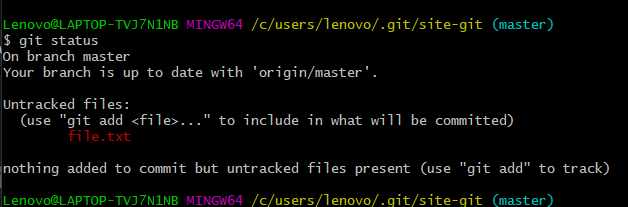 Lenovo@LAPTOP-TVJ7N1NB MINGW64 /c/users/lenovo/.git/site-git (master)
$ git status
On branch master
Your branch is up to date with 'origin/master'.
Untracked files:
(use "git add <file>..." to include in what will be committed)
file.txt
nothing added to commit but untracked files present (use "git add" to track)
Lenovo@LAPTOP-TVJ7N1NB MINGW64 /c/users/lenovo/.git/site-git (master)